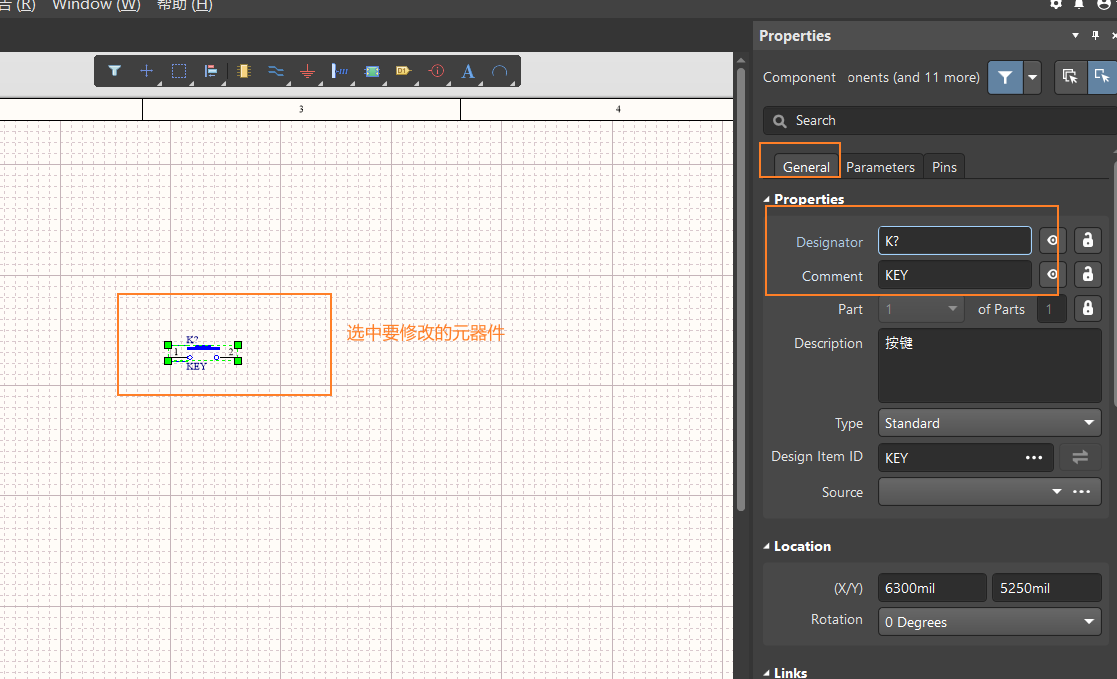 告 (R) Window (W) 帮助 (H)
Properties
Component onents (and 11 more)
Search
3 4
General Parameters Pins
Properties
Designator K?
Comment KEY
Part 1 of Parts 1
Description 按键
Type Standard
Design Item ID KEY
Source
Location
(X/Y) 6300mil 5250mil
Rotation 0 Degrees
Links
选中要修改的元器件
K?
1 2
KEY
D1
A